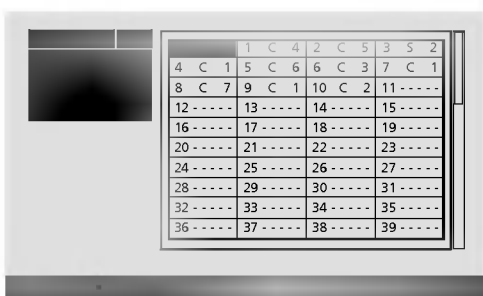 1 C 4 2 C 5 3 S 2
4 C 1 5 C 6 6 C 3 7 C 1
8 C 7 9 C 1 10 C 2 11 - - - - -
12 - - - - - 13 - - - - - 14 - - - - - 15 - - - - -
16 - - - - - 17 - - - - - 18 - - - - - 19 - - - - -
20 - - - - - 21 - - - - - 22 - - - - - 23 - - - - -
24 - - - - - 25 - - - - - 26 - - - - - 27 - - - - -
28 - - - - - 29 - - - - - 30 - - - - - 31 - - - - -
32 - - - - - 33 - - - - - 34 - - - - - 35 - - - - -
36 - - - - - 37 - - - - - 38 - - - - - 39 - - - - -